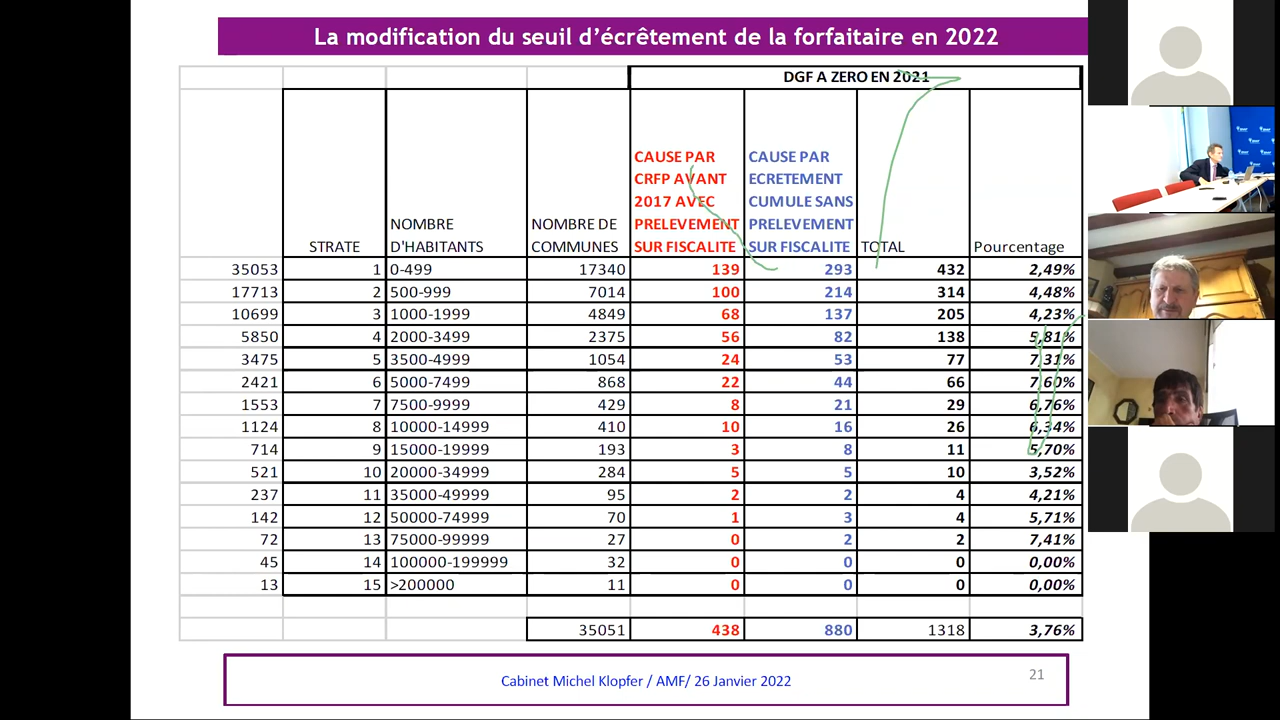 La modification du seuil d'écrêtement de la forfaitaire en 2022
DGF A ZERO EN 2021
STRATE NOMBRE D'HABITANTS NOMBRE DE COMMUNES CAUSE PAR CRFP AVANT 2017 AVEC PRELEVEMENT SUR FISCALITE CAUSE PAR ECRETEMENT CUMULE SANS PRELEVEMENT SUR FISCALITE TOTAL Pourcentage
35053 1 0-499 17340 139 293 432 2,49%
17713 2 500-999 7014 100 214 314 4,48%
10699 3 1000-1999 4849 68 137 205 4,23%
5850 4 2000-3499 2375 56 82 138 5,81%
3475 5 3500-4999 1054 24 53 77 7,31%
2421 6 5000-7499 868 22 44 66 7,60%
1553 7 7500-9999 429 8 21 29 6,76%
1124 8 10000-14999 410 10 16 26 6,34%
714 9 15000-19999 193 3 8 11 5,70%
521 10 20000-34999 284 5 5 10 3,52%
237 11 35000-49999 95 2 2 4 4,21%
142 12 50000-74999 70 1 3 4 5,71%
72 13 75000-99999 27 0 2 2 7,41%
45 14 100000-199999 32 0 0 0 0,00%
13 15 >200000 11 0 0 0 0,00%
35051 438 880 1318 3,76%
Cabinet Michel Klopfer / AMF/ 26 Janvier 2022
21